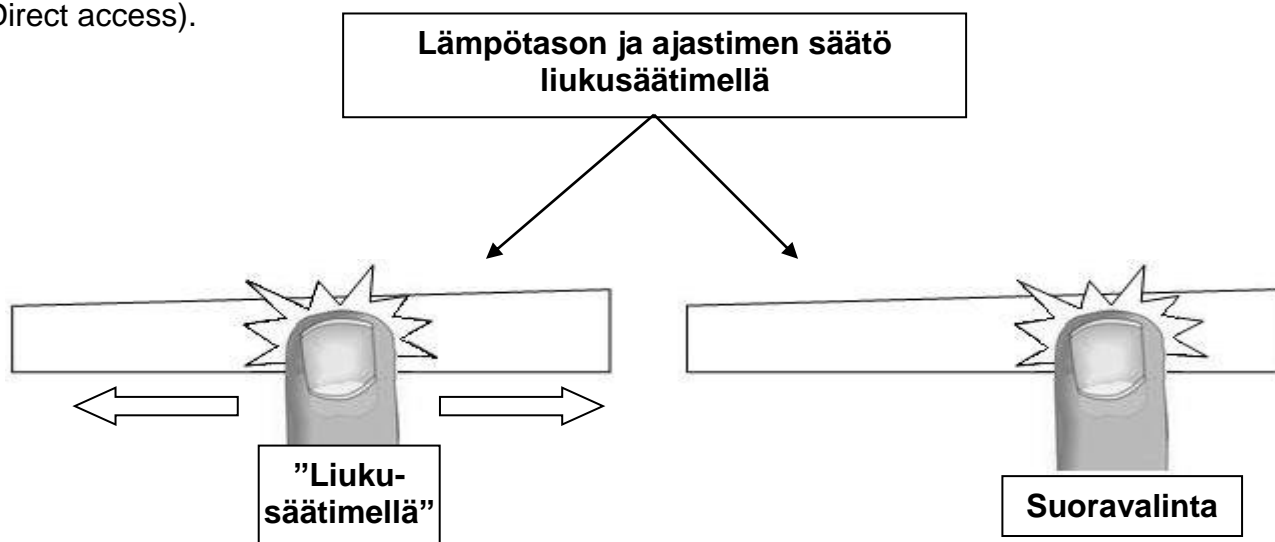 Direct access).
Lämpötason ja ajastimen säätö
liukusäätimellä
”Liuku-
säätimellä”
Suoravalinta